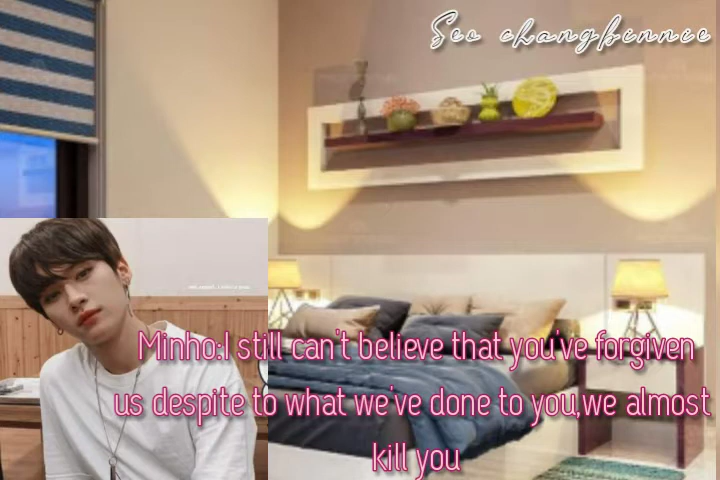 Seo changbinnie
Minho:I still can't believe that you've forgiven
us despite to what we've done to you,we almost
kill you